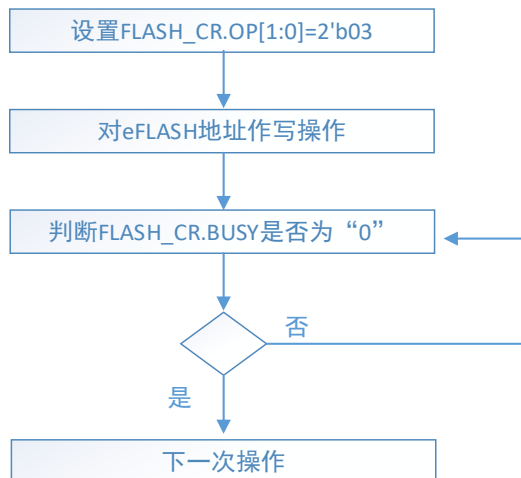 设置FLASH_CR.OP[1:0]=2'b03
对eFLASH地址作写操作
判断FLASH_CR.BUSY是否为“0”
否
是
下一次操作